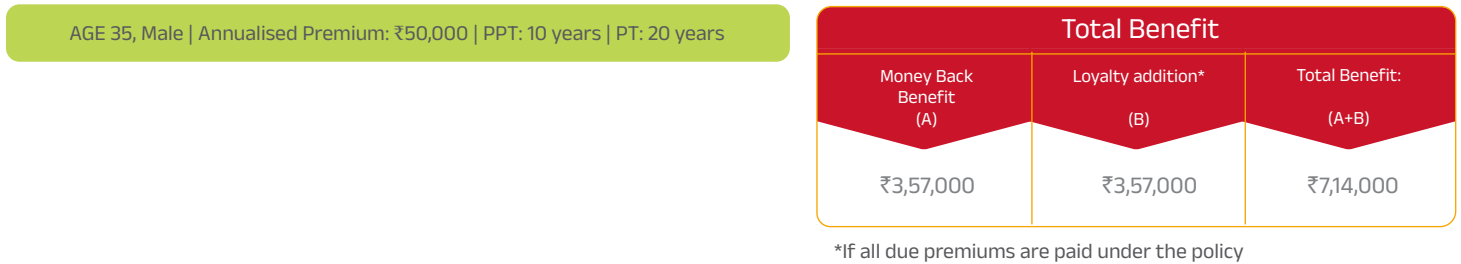 AGE 35, Male | Annualised Premium: ₹50,000 | PPT: 10 years | PT: 20 years
Total Benefit
Money Back
Benefit
(A)
Loyalty addition*
(B)
Total Benefit:
(A+B)
₹3,57,000
₹3,57,000
₹7,14,000
*If all due premiums are paid under the policy